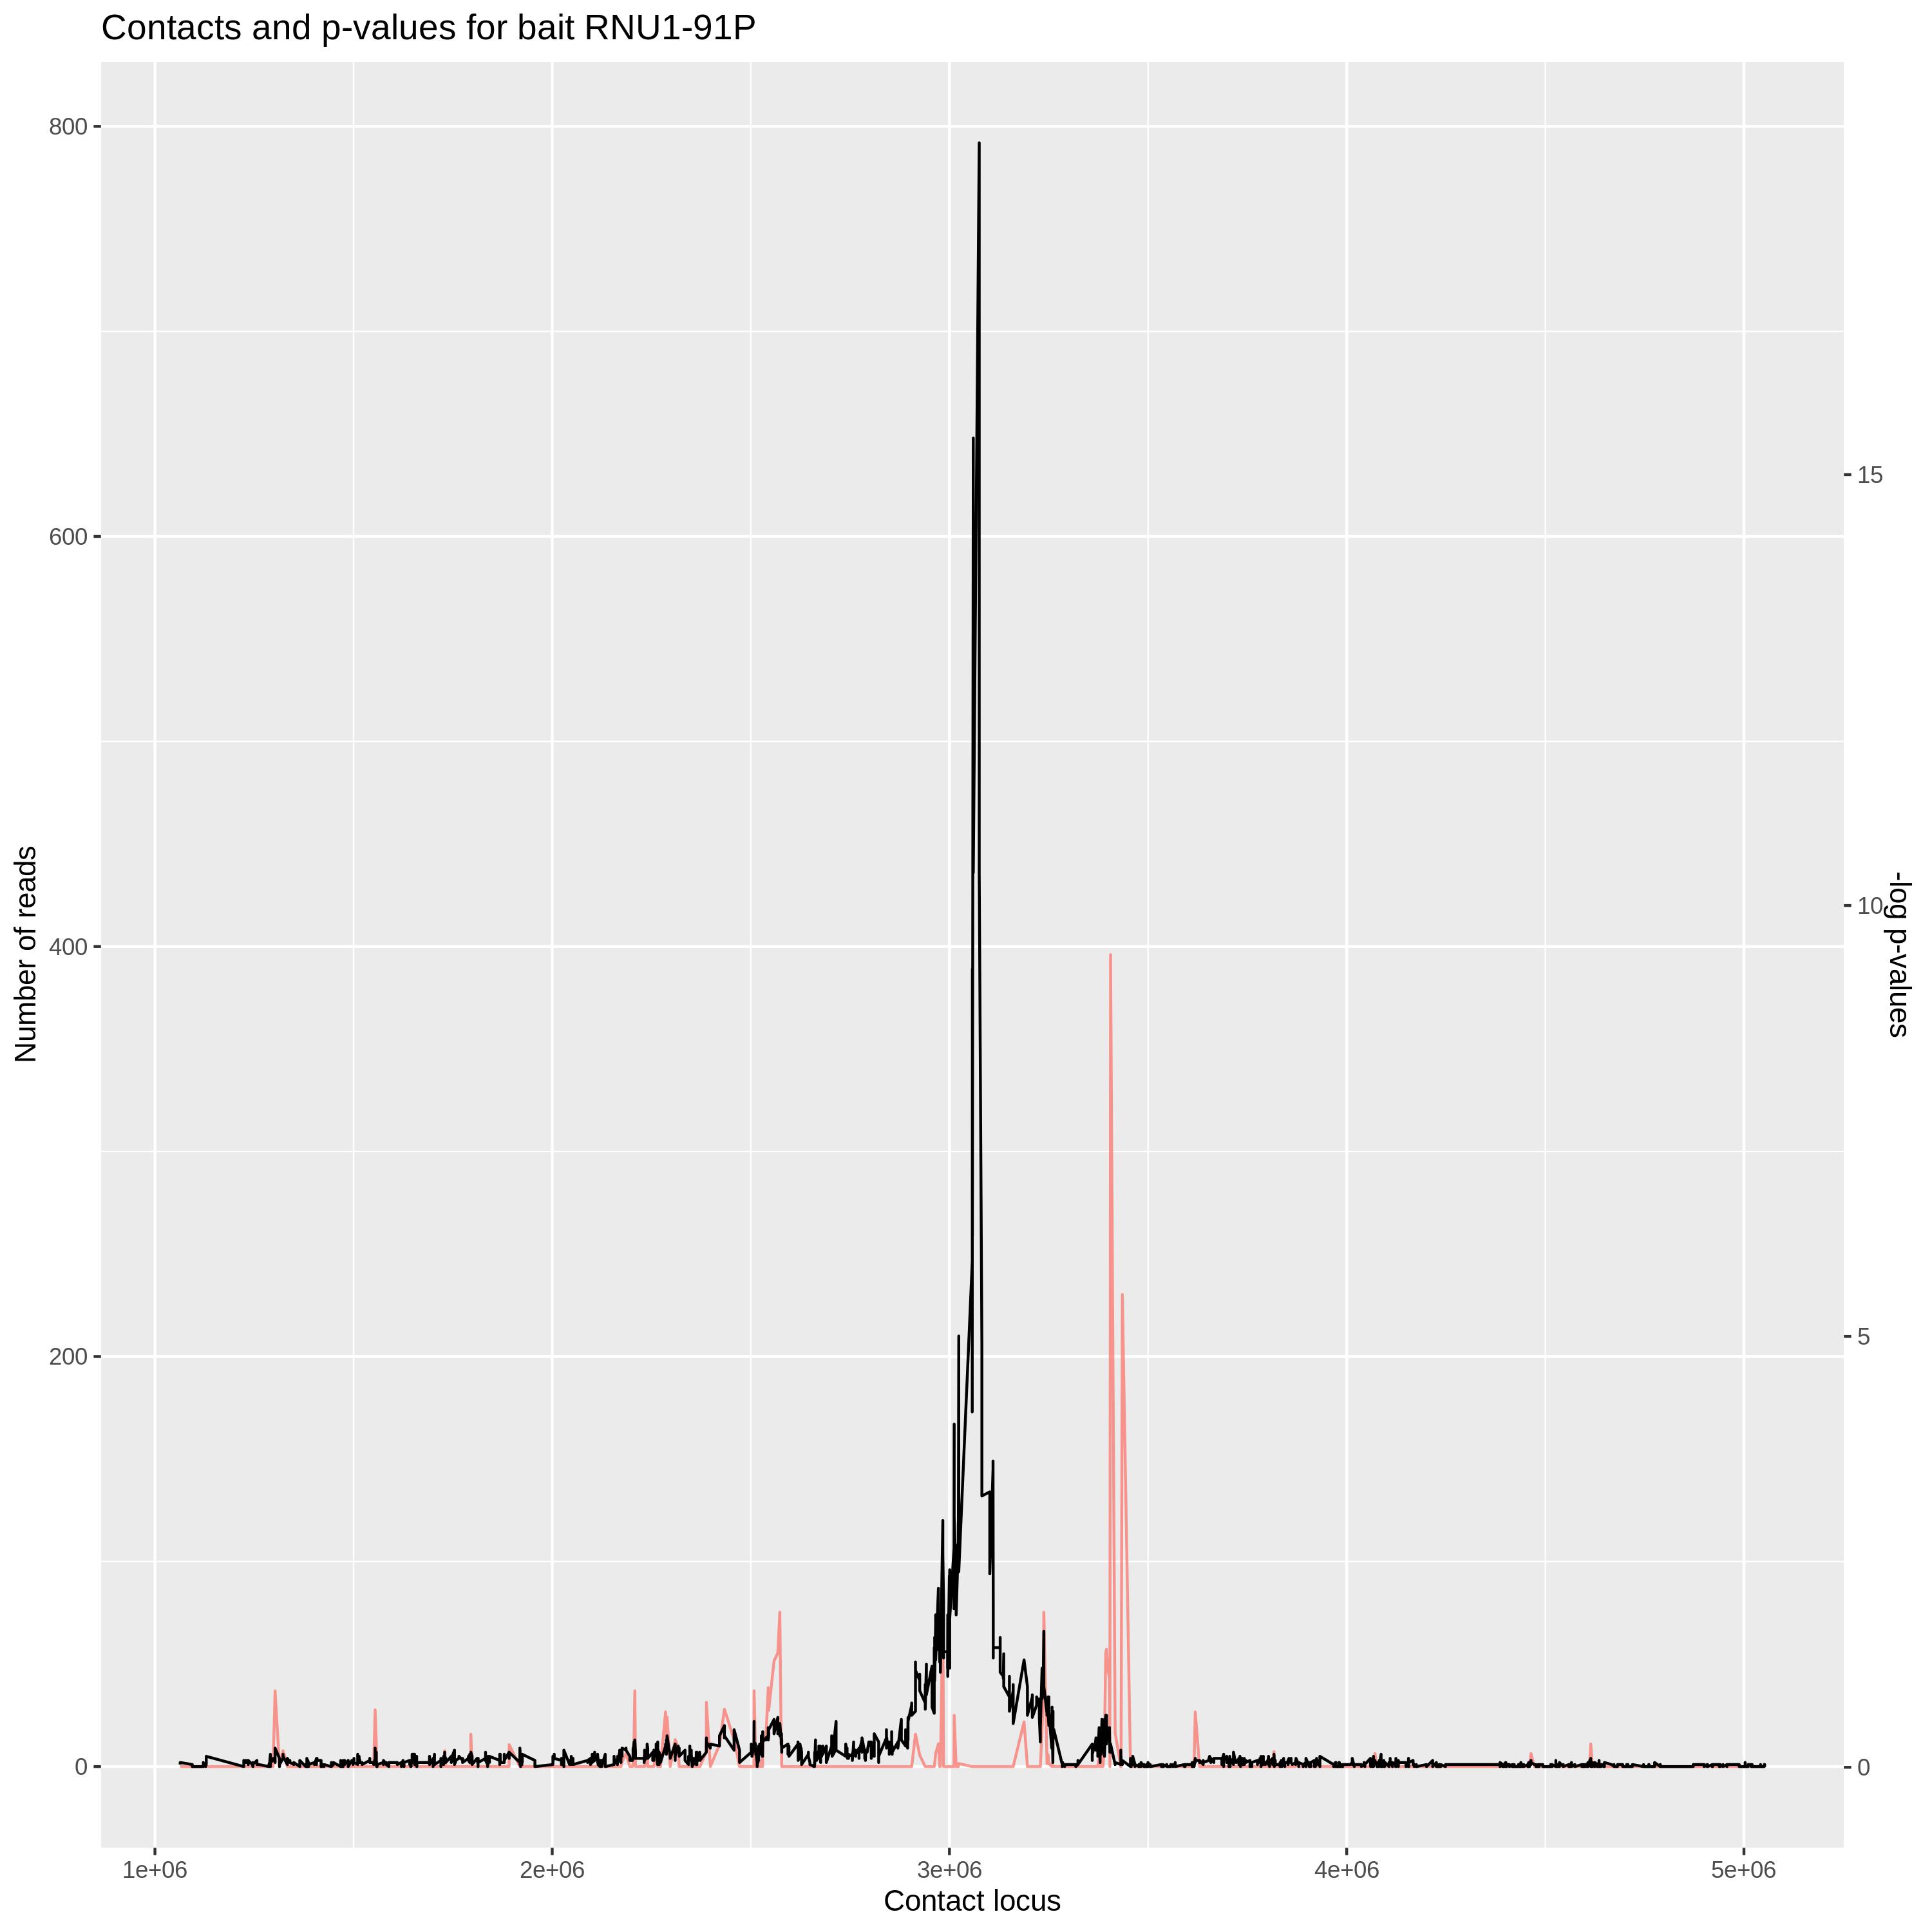 Contacts and p-values for bait RNU1-91P
800
600
400
200
0
Number of reads
15
10
5
0
-log p-values
1e+06
2e+06
3e+06
4e+06
5e+06
Contact locus